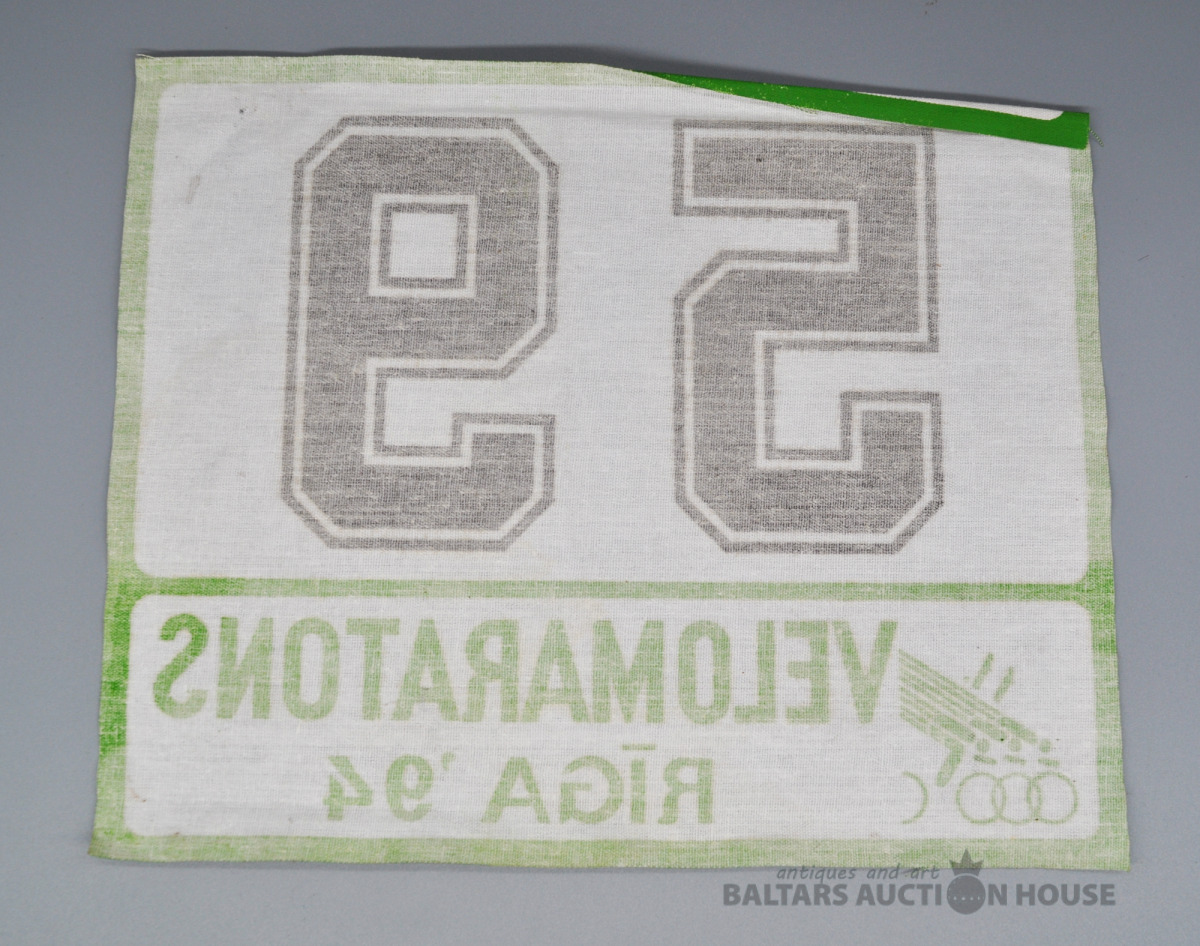 59
VELOMARATONS
RĪGA '94
antiques and art
BALTARS AUCTION HOUSE